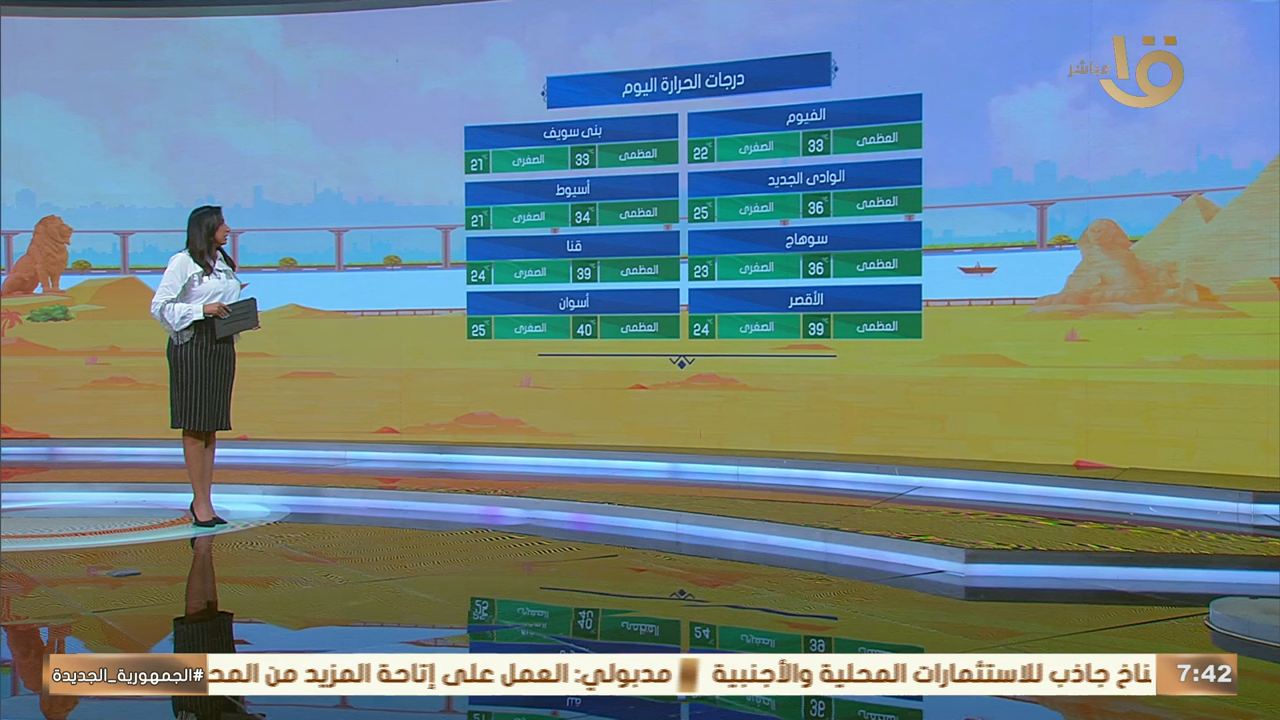 ق١ مباشر
درجات الحرارة اليوم
الفيوم
العظمى 33° الصغرى 22°
بنى سويف
العظمى 33° الصغرى 21°
الوادى الجديد
العظمى 36° الصغرى 25°
أسيوط
العظمى 34° الصغرى 21°
سوهاج
العظمى 36° الصغرى 23°
قنا
العظمى 39° الصغرى 24°
الأقصر
العظمى 39° الصغرى 24°
أسوان
العظمى 40° الصغرى 25°
7:42 ناخ جاذب للاستثمارات المحلية والأجنبية مدبولي: العمل على إتاحة المزيد من المح #الجمهورية_الجديدة